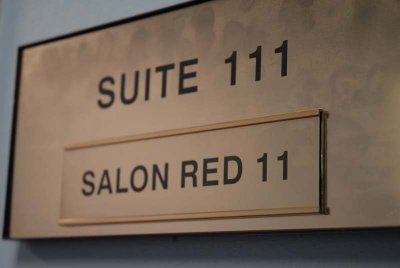 SUITE 111
SALON RED 11